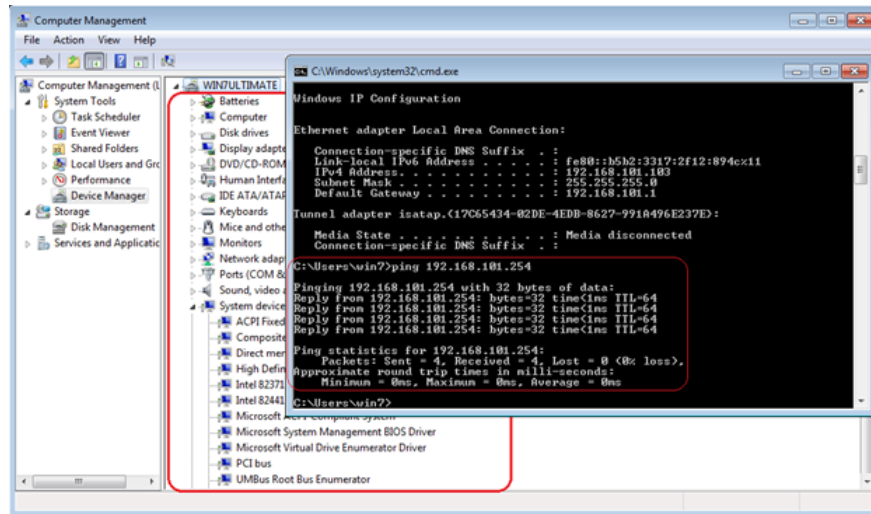 Computer Management
File Action View Help
Computer Management (L
System Tools
Task Scheduler
Event Viewer
Shared Folders
Local Users and Gro
Performance
Device Manager
Storage
Disk Management
Services and Applicatic
WIN7ULTIMATE
Batteries
Computer
Disk drives
Display adapte
DVD/CD-ROM
Human Interfa
IDE ATA/ATAP
Keyboards
Mice and othe
Monitors
Network adap
Ports (COM &
Sound, video a
System device
ACPI Fixed
Composite
Direct mer
High Defin
Intel 82371
Intel 82441
Microsoft ACPI-Compliant System
Microsoft System Management BIOS Driver
Microsoft Virtual Drive Enumerator Driver
PCI bus
UMBus Root Bus Enumerator
C:\Windows\system32\cmd.exe
Windows IP Configuration
Ethernet adapter Local Area Connection:
Connection-specific DNS Suffix . :
Link-local IPv6 Address . . . . . : fe80::b5b2:3317:2f12:894c%11
IPv4 Address. . . . . . . . . . . : 192.168.101.103
Subnet Mask . . . . . . . . . . . : 255.255.255.0
Default Gateway . . . . . . . . . : 192.168.101.1
Tunnel adapter isatap.{17C65434-02DE-4EDB-8627-991A496E237E}:
Media State . . . . . . . . . . . : Media disconnected
Connection-specific DNS Suffix . :
C:\Users\win7>ping 192.168.101.254
Pinging 192.168.101.254 with 32 bytes of data:
Reply from 192.168.101.254: bytes=32 time<1ms TTL=64
Reply from 192.168.101.254: bytes=32 time<1ms TTL=64
Reply from 192.168.101.254: bytes=32 time<1ms TTL=64
Reply from 192.168.101.254: bytes=32 time<1ms TTL=64
Ping statistics for 192.168.101.254:
Packets: Sent = 4, Received = 4, Lost = 0 (0% loss),
Approximate round trip times in milli-seconds:
Minimum = 0ms, Maximum = 0ms, Average = 0ms
C:\Users\win7>